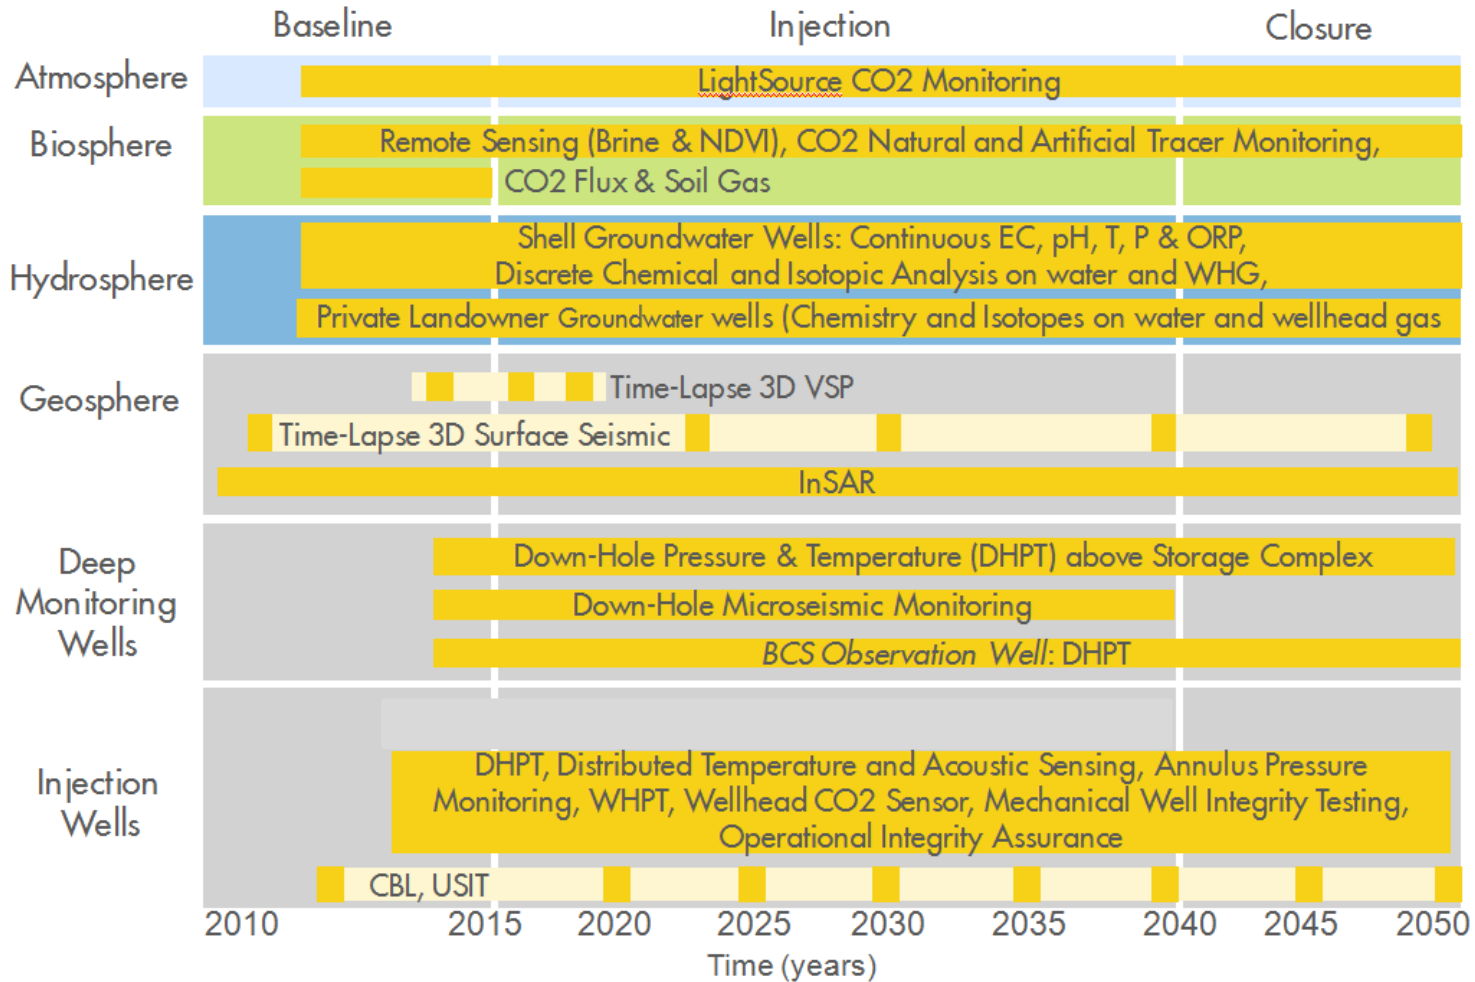 Baseline Injection Closure
Atmosphere
LightSource CO2 Monitoring
Biosphere
Remote Sensing (Brine & NDVI), CO2 Natural and Artificial Tracer Monitoring,
CO2 Flux & Soil Gas
Hydrosphere
Shell Groundwater Wells: Continuous EC, pH, T, P & ORP,
Discrete Chemical and Isotopic Analysis on water and WHG,
Private Landowner Groundwater wells (Chemistry and Isotopes on water and wellhead gas
Geosphere
Time-Lapse 3D VSP
Time-Lapse 3D Surface Seismic
InSAR
Deep
Monitoring
Wells
Down-Hole Pressure & Temperature (DHPT) above Storage Complex
Down-Hole Microseismic Monitoring
BCS Observation Well: DHPT
Injection
Wells
DHPT, Distributed Temperature and Acoustic Sensing, Annulus Pressure
Monitoring, WHPT, Wellhead CO2 Sensor, Mechanical Well Integrity Testing,
Operational Integrity Assurance
CBL, USIT
2010 2015 2020 2025 2030 2035 2040 2045 2050
Time (years)